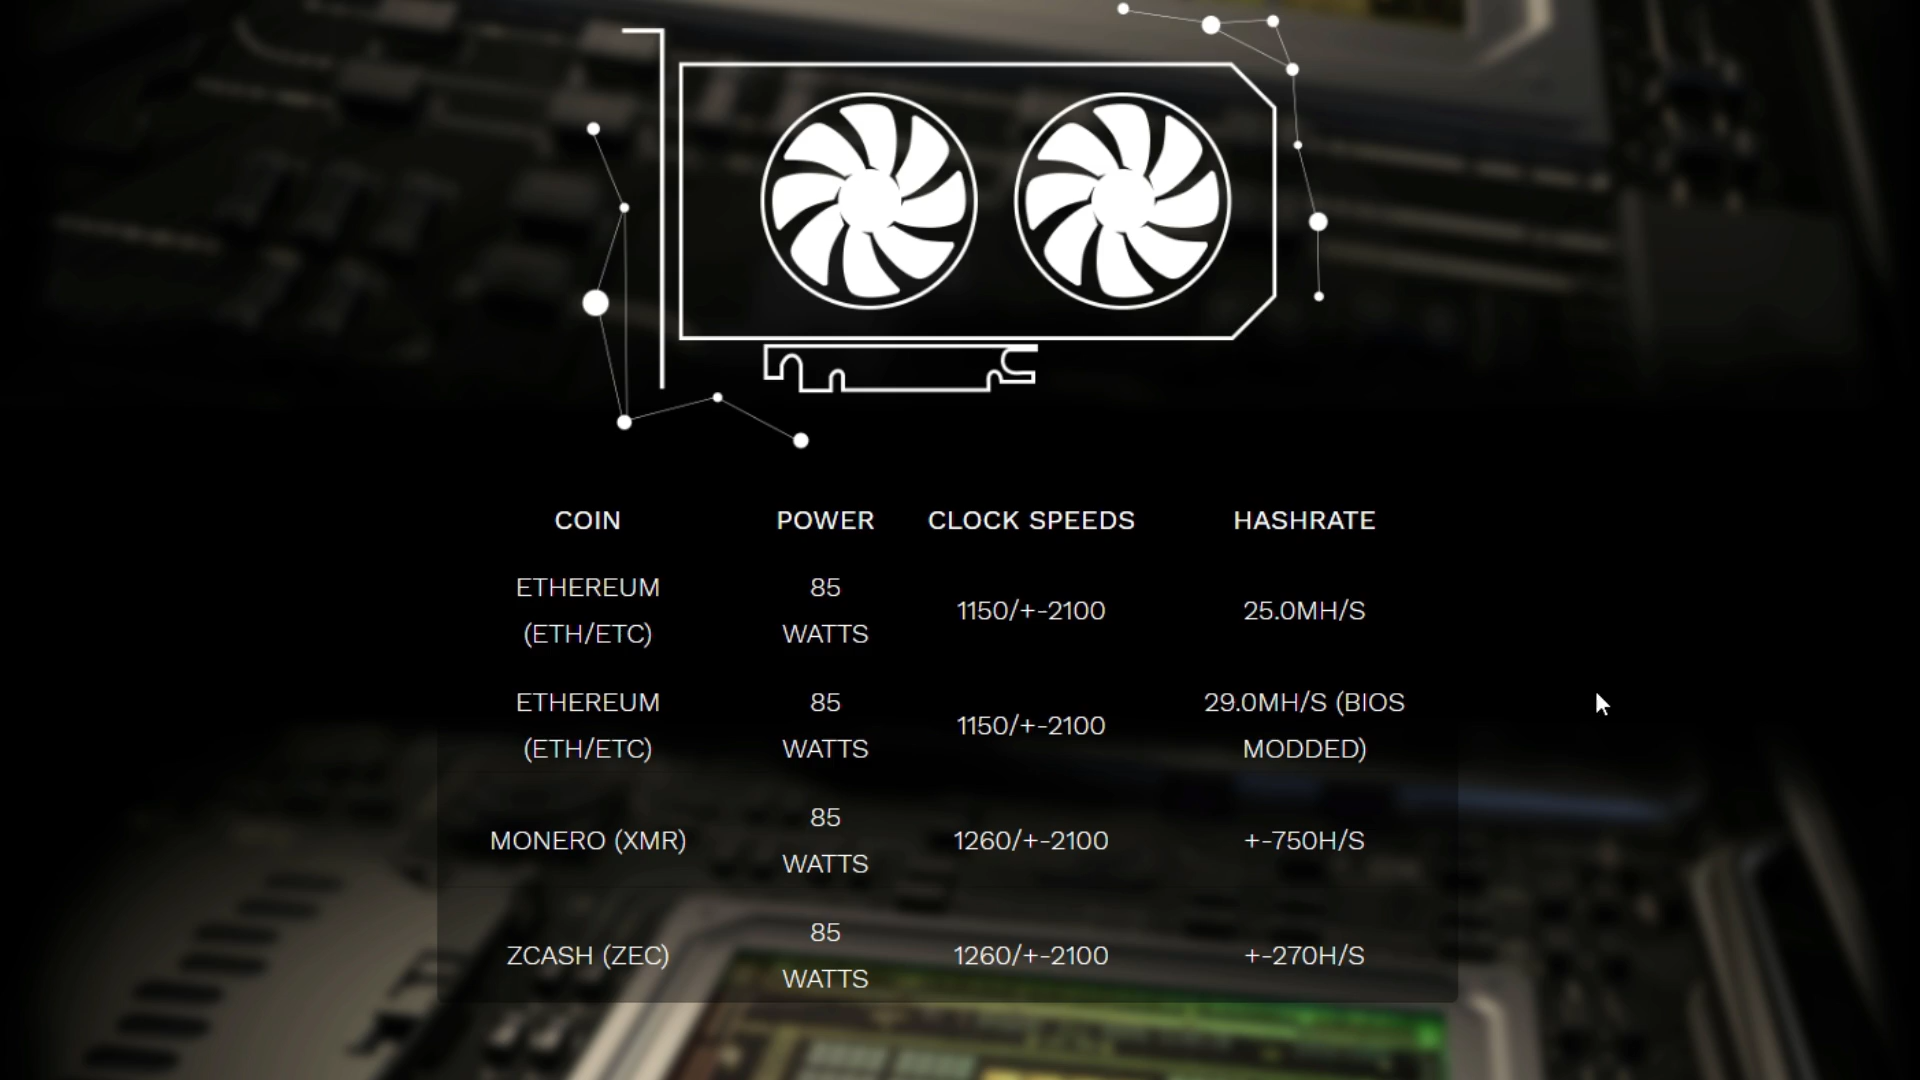 COIN POWER CLOCK SPEEDS HASHRATE
ETHEREUM
(ETH/ETC)
85
WATTS
1150/+-2100
25.0MH/S
ETHEREUM
(ETH/ETC)
85
WATTS
1150/+-2100
29.0MH/S (BIOS
MODDED)
MONERO (XMR)
85
WATTS
1260/+-2100
+-750H/S
ZCASH (ZEC)
85
WATTS
1260/+-2100
+-270H/S